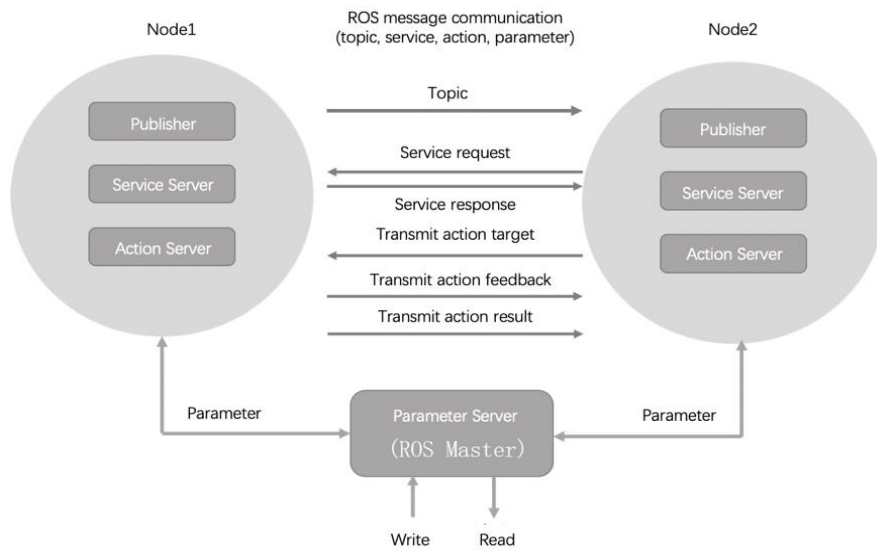 Node1
ROS message communication
(topic, service, action, parameter)
Node2
Publisher
Service Server
Action Server
Topic
Service request
Service response
Transmit action target
Transmit action feedback
Transmit action result
Publisher
Service Server
Action Server
Parameter
Parameter Server
(ROS Master)
Parameter
Write
Read